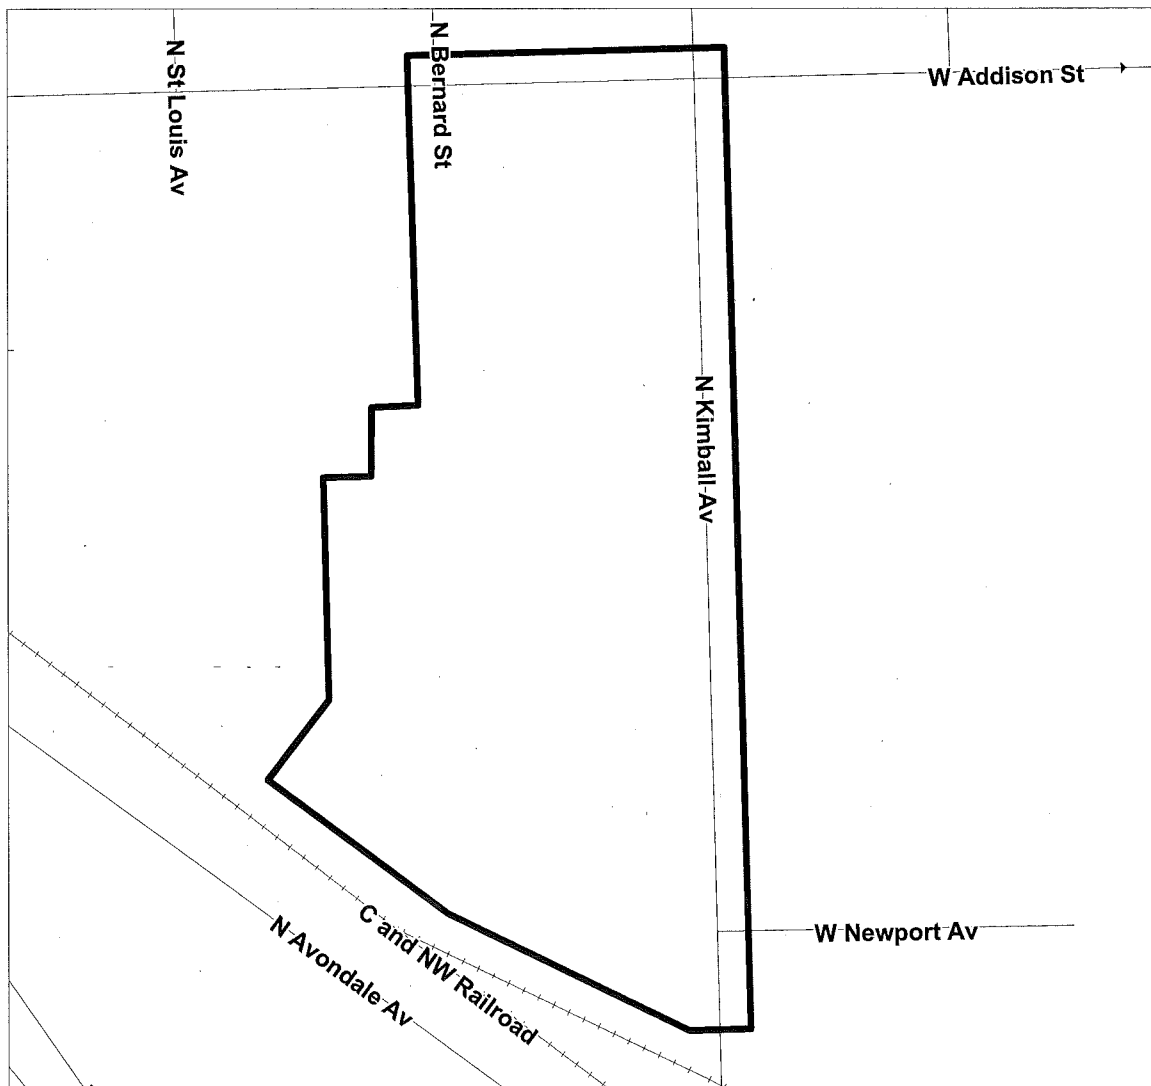 N St Louis Av
N Bernard St
W Addison St
N Kimball Av
W Newport Av
C and NW Railroad
N Avondale Av